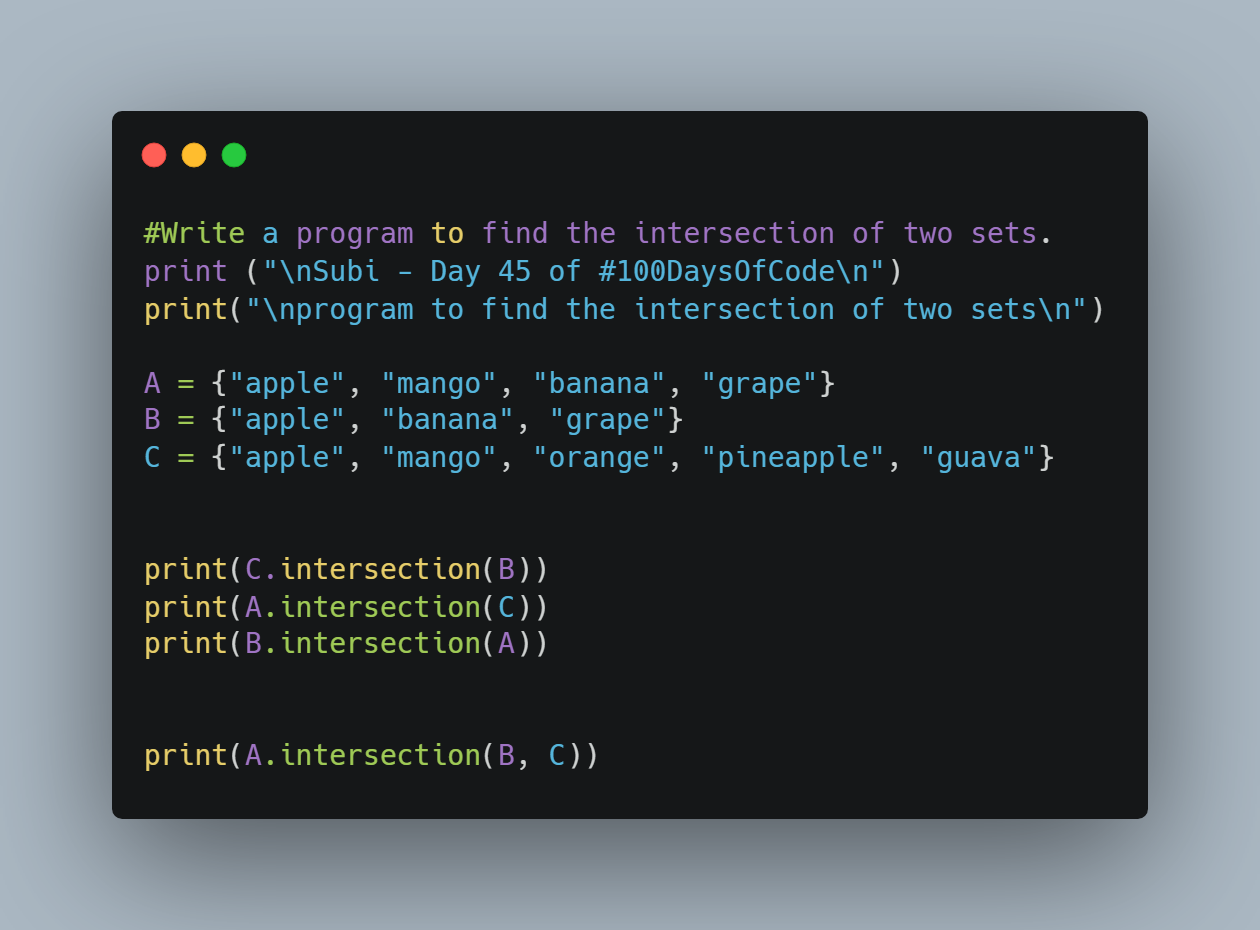 #Write a program to find the intersection of two sets.
print ("\nSubi - Day 45 of #100DaysOfCode\n")
print("\nprogram to find the intersection of two sets\n")
A = {"apple", "mango", "banana", "grape"}
B = {"apple", "banana", "grape"}
C = {"apple", "mango", "orange", "pineapple", "guava"}
print(C.intersection(B))
print(A.intersection(C))
print(B.intersection(A))
print(A.intersection(B, C))